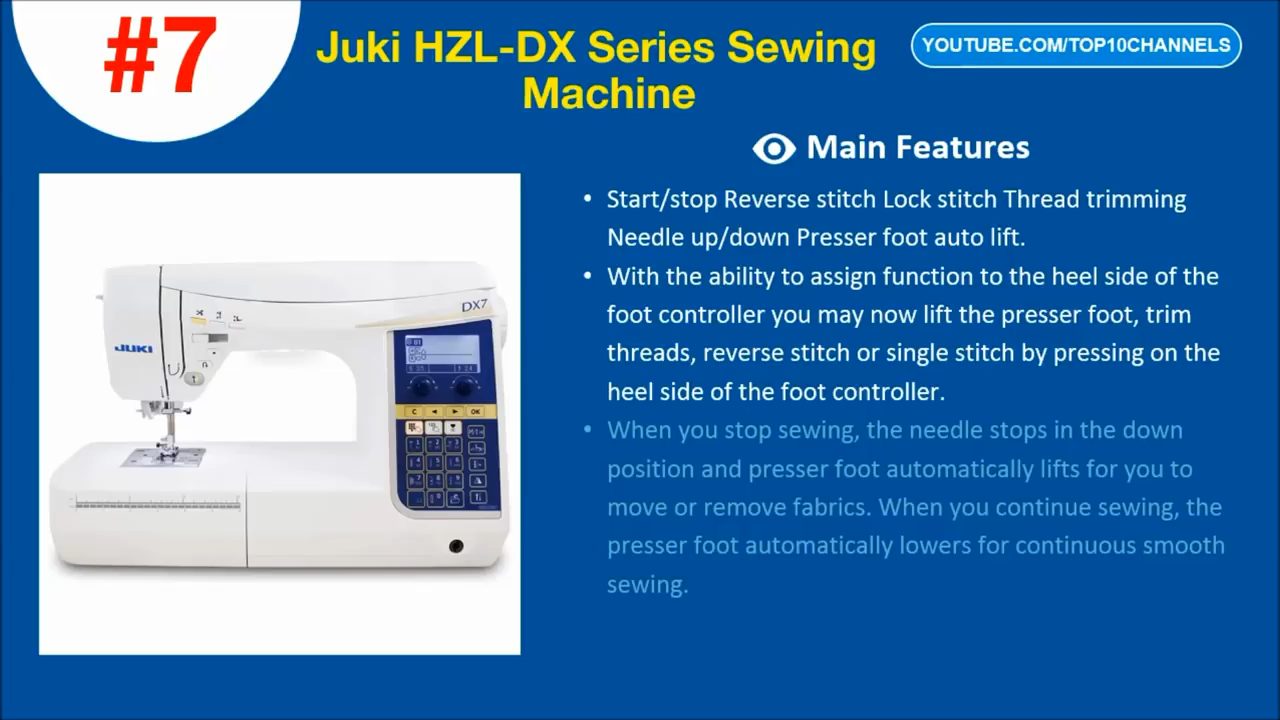 #7
Juki HZL-DX Series Sewing
Machine
YOUTUBE.COM/TOP10CHANNELS
Main Features
• Start/stop Reverse stitch Lock stitch Thread trimming
Needle up/down Presser foot auto lift.
• With the ability to assign function to the heel side of the
foot controller you may now lift the presser foot, trim
threads, reverse stitch or single stitch by pressing on the
heel side of the foot controller.
• When you stop sewing, the needle stops in the down
position and presser foot automatically lifts for you to
move or remove fabrics. When you continue sewing, the
presser foot automatically lowers for continuous smooth
sewing.
DX7
JUKI
C
OK